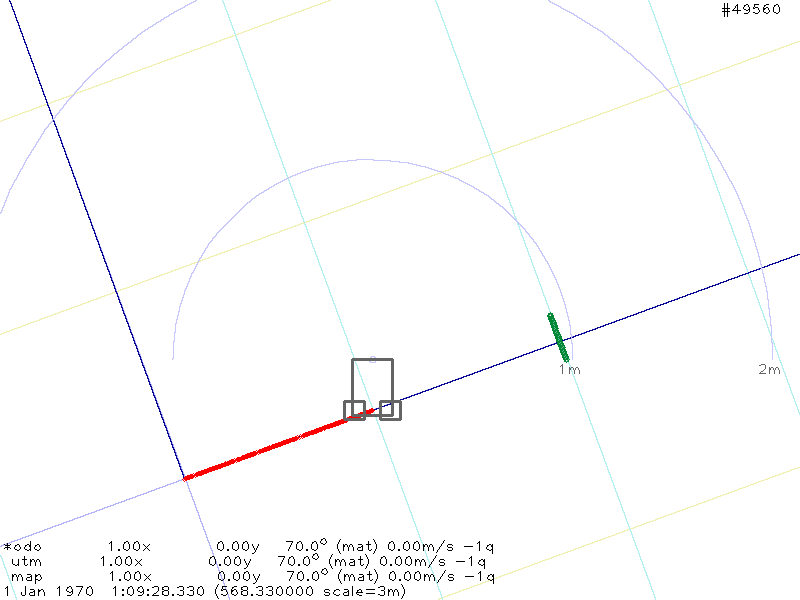 #49560
1m 2m
*odo 1.00x 0.00y 70.0° (mat) 0.00m/s -1q
utm 1.00x 0.00y 70.0° (mat) 0.00m/s -1q
map 1.00x 0.00y 70.0° (mat) 0.00m/s -1q
1 Jan 1970 1:09:28.330 (568.330000 scale=3m)